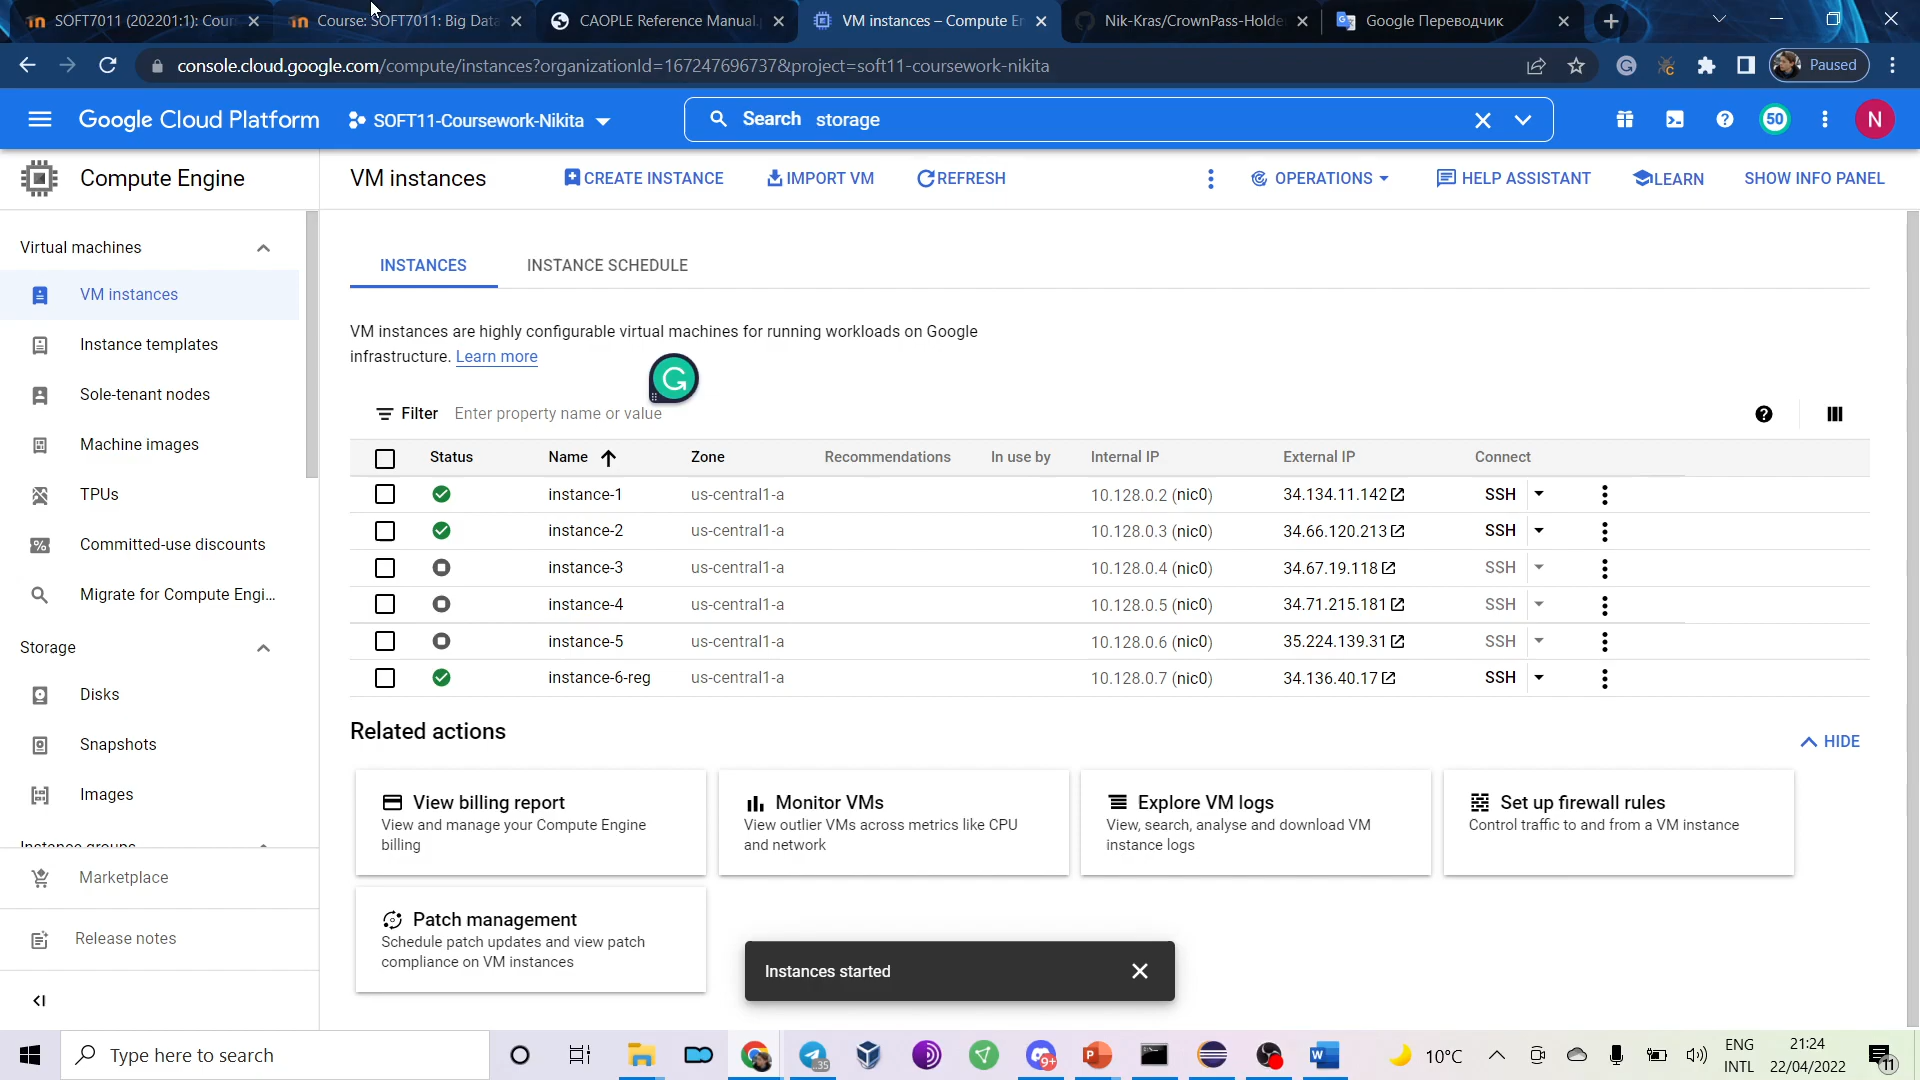 SOFT7011 (202201:1): Cour
Course: SOFT7011: Big Data
CAOPLE Reference Manual.p
VM instances – Compute En
Nik-Kras/CrownPass-Holde
Google Переводчик
console.cloud.google.com/compute/instances?organizationId=167247696737&project=soft11-coursework-nikita
Paused
Google Cloud Platform
SOFT11-Coursework-Nikita
Search storage
50
N
Compute Engine
VM instances
CREATE INSTANCE
IMPORT VM
REFRESH
OPERATIONS
HELP ASSISTANT
LEARN
SHOW INFO PANEL
Virtual machines
VM instances
Instance templates
Sole-tenant nodes
Machine images
TPUs
Committed-use discounts
Migrate for Compute Engi...
Storage
Disks
Snapshots
Images
Instance groups
Marketplace
Release notes
INSTANCES
INSTANCE SCHEDULE
VM instances are highly configurable virtual machines for running workloads on Google
infrastructure. Learn more
Filter Enter property name or value
Status Name Zone Recommendations In use by Internal IP External IP Connect
instance-1 us-central1-a 10.128.0.2 (nic0) 34.134.11.142 SSH
instance-2 us-central1-a 10.128.0.3 (nic0) 34.66.120.213 SSH
instance-3 us-central1-a 10.128.0.4 (nic0) 34.67.19.118 SSH
instance-4 us-central1-a 10.128.0.5 (nic0) 34.71.215.181 SSH
instance-5 us-central1-a 10.128.0.6 (nic0) 35.224.139.31 SSH
instance-6-reg us-central1-a 10.128.0.7 (nic0) 34.136.40.17 SSH
Related actions
HIDE
View billing report
View and manage your Compute Engine
billing
Monitor VMs
View outlier VMs across metrics like CPU
and network
Explore VM logs
View, search, analyse and download VM
instance logs
Set up firewall rules
Control traffic to and from a VM instance
Patch management
Schedule patch updates and view patch
compliance on VM instances
Instances started
Type here to search
35
9+
10°C
ENG
INTL
21:24
22/04/2022
11